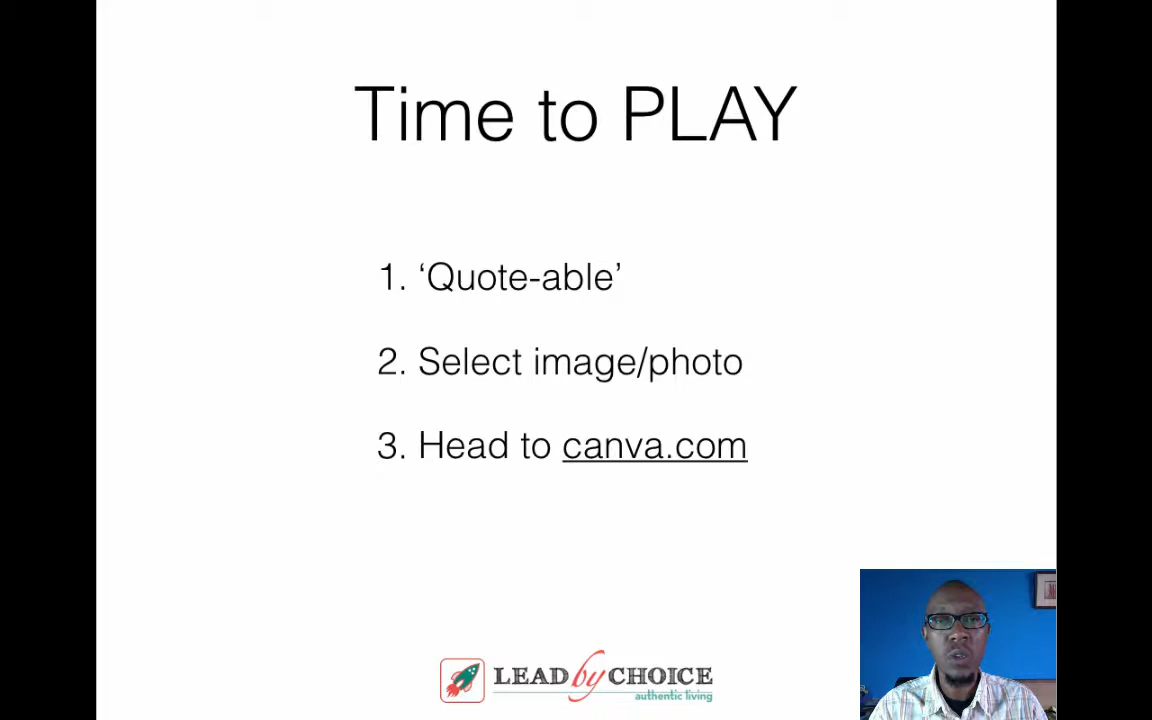 Time to PLAY
1. ‘Quote-able’
2. Select image/photo
3. Head to canva.com
LEAD by CHOICE
authentic living